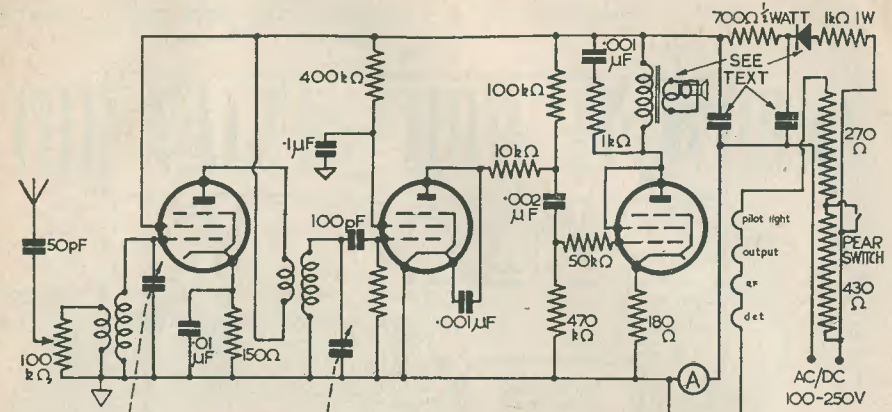 700Ω ½ WATT
1kΩ 1W
SEE
TEXT
400kΩ
·1µF
100kΩ
·001
µF
1kΩ
10kΩ
·002
µF
270
Ω
50pF
100pF
50kΩ
pilot light
output
RF
det
PEAR
SWITCH
430
Ω
100
kΩ
·01
µF
150Ω
·001µF
470
kΩ
180
Ω
A
AC/DC
100-250V